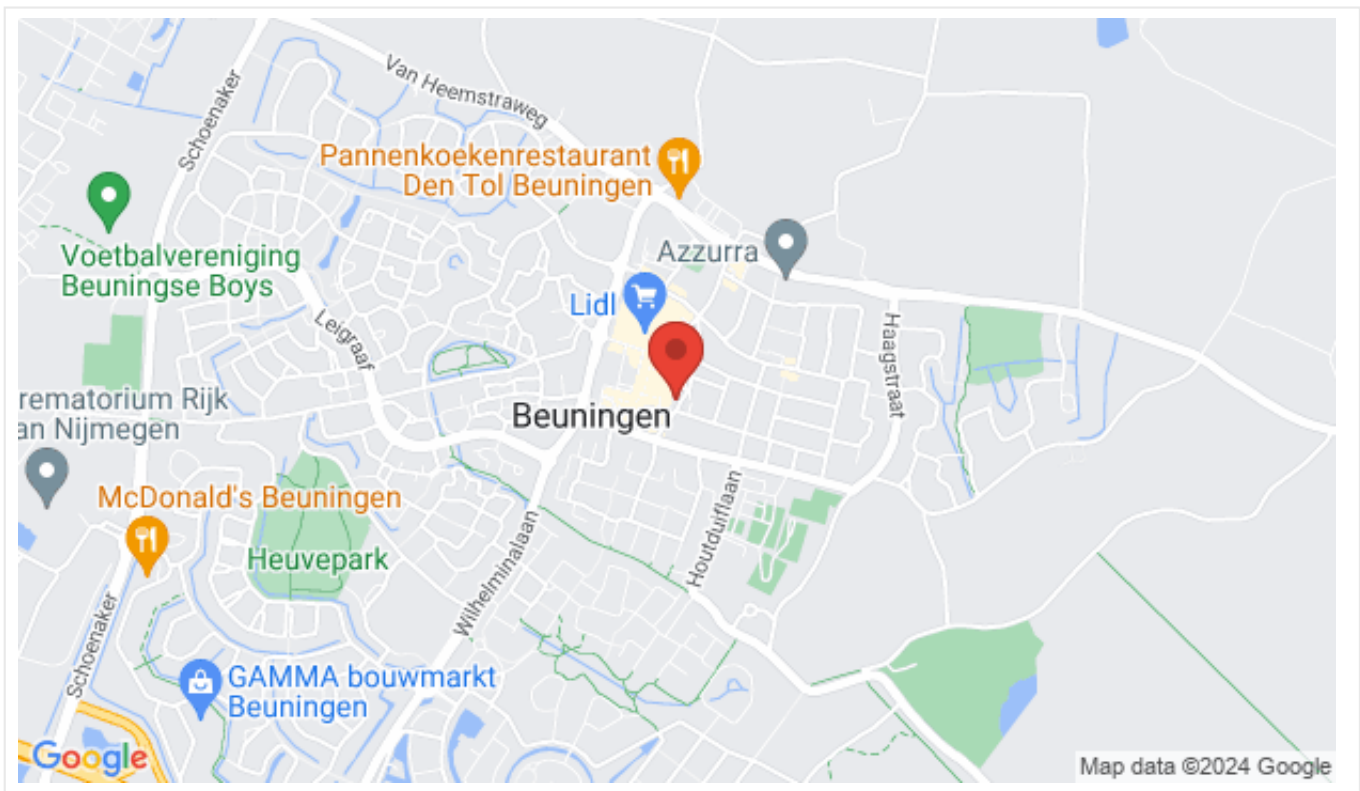 Van Heemstraweg
Schoenaker
Pannenkoekenrestaurant
Den Tol Beuningen
Azzurra
Voetbalvereniging
Beuningse Boys
Lidl
Leigraaf
Haagstraat
rematorium Rijk
an Nijmegen
Beuningen
McDonald's Beuningen
Houtduiflaan
Heuvepark
Wilhelminalaan
Schoenaker
GAMMA bouwmarkt
Beuningen
Google
Map data ©2024 Google